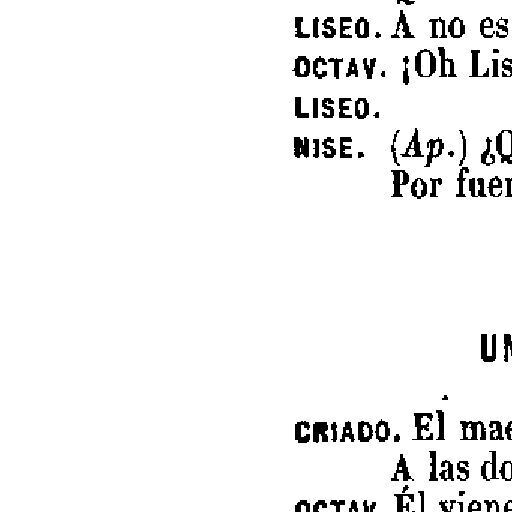 LISEO. A no es
OCTAV. ¡Oh Lis
LISEO.
NISE. (Ap.) ¿Q
Por fuer
UN
CRIADO. El mae
A las do
OCTAV. Él viene